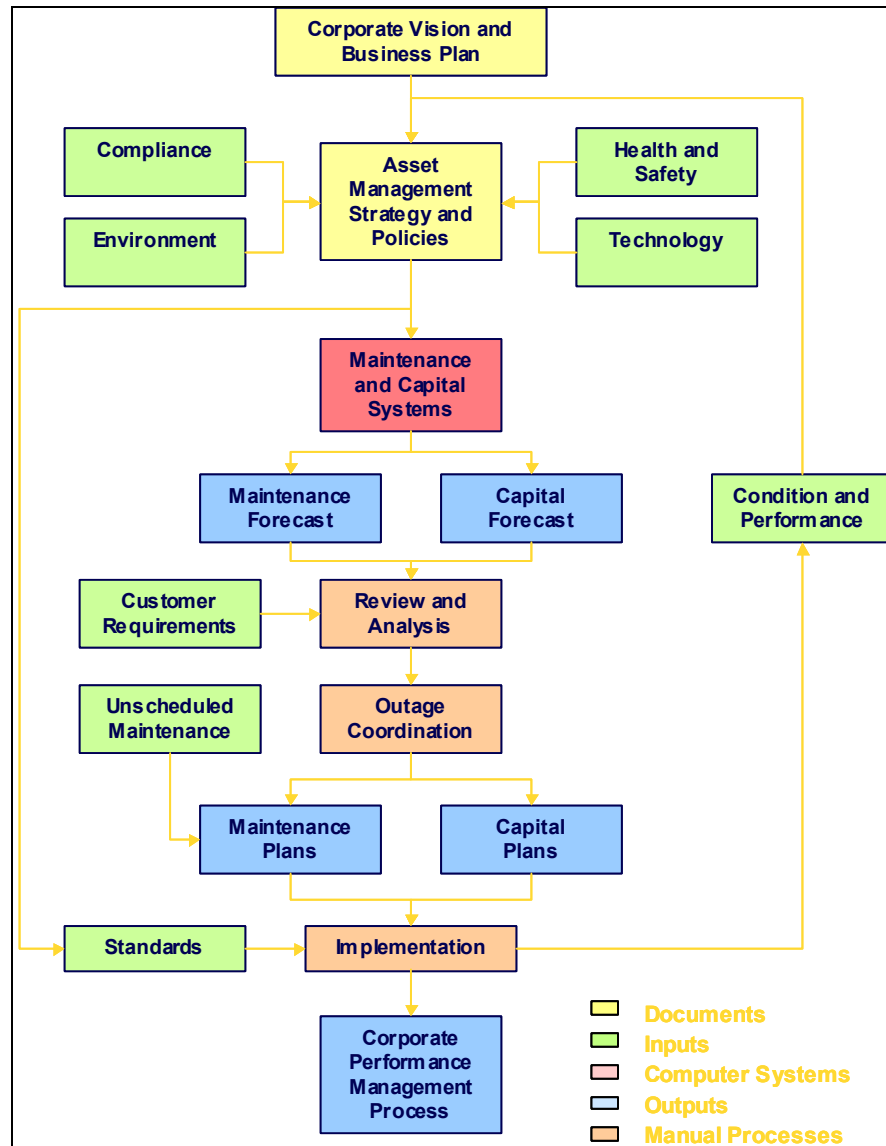 Corporate Vision and
Business Plan
Compliance
Health and
Safety
Asset
Management
Strategy and
Policies
Environment
Technology
Maintenance
and Capital
Systems
Maintenance
Forecast
Capital
Forecast
Condition and
Performance
Customer
Requirements
Review and
Analysis
Unscheduled
Maintenance
Outage
Coordination
Maintenance
Plans
Capital
Plans
Standards
Implementation
Corporate
Performance
Management
Process
Documents
Inputs
Computer Systems
Outputs
Manual Processes